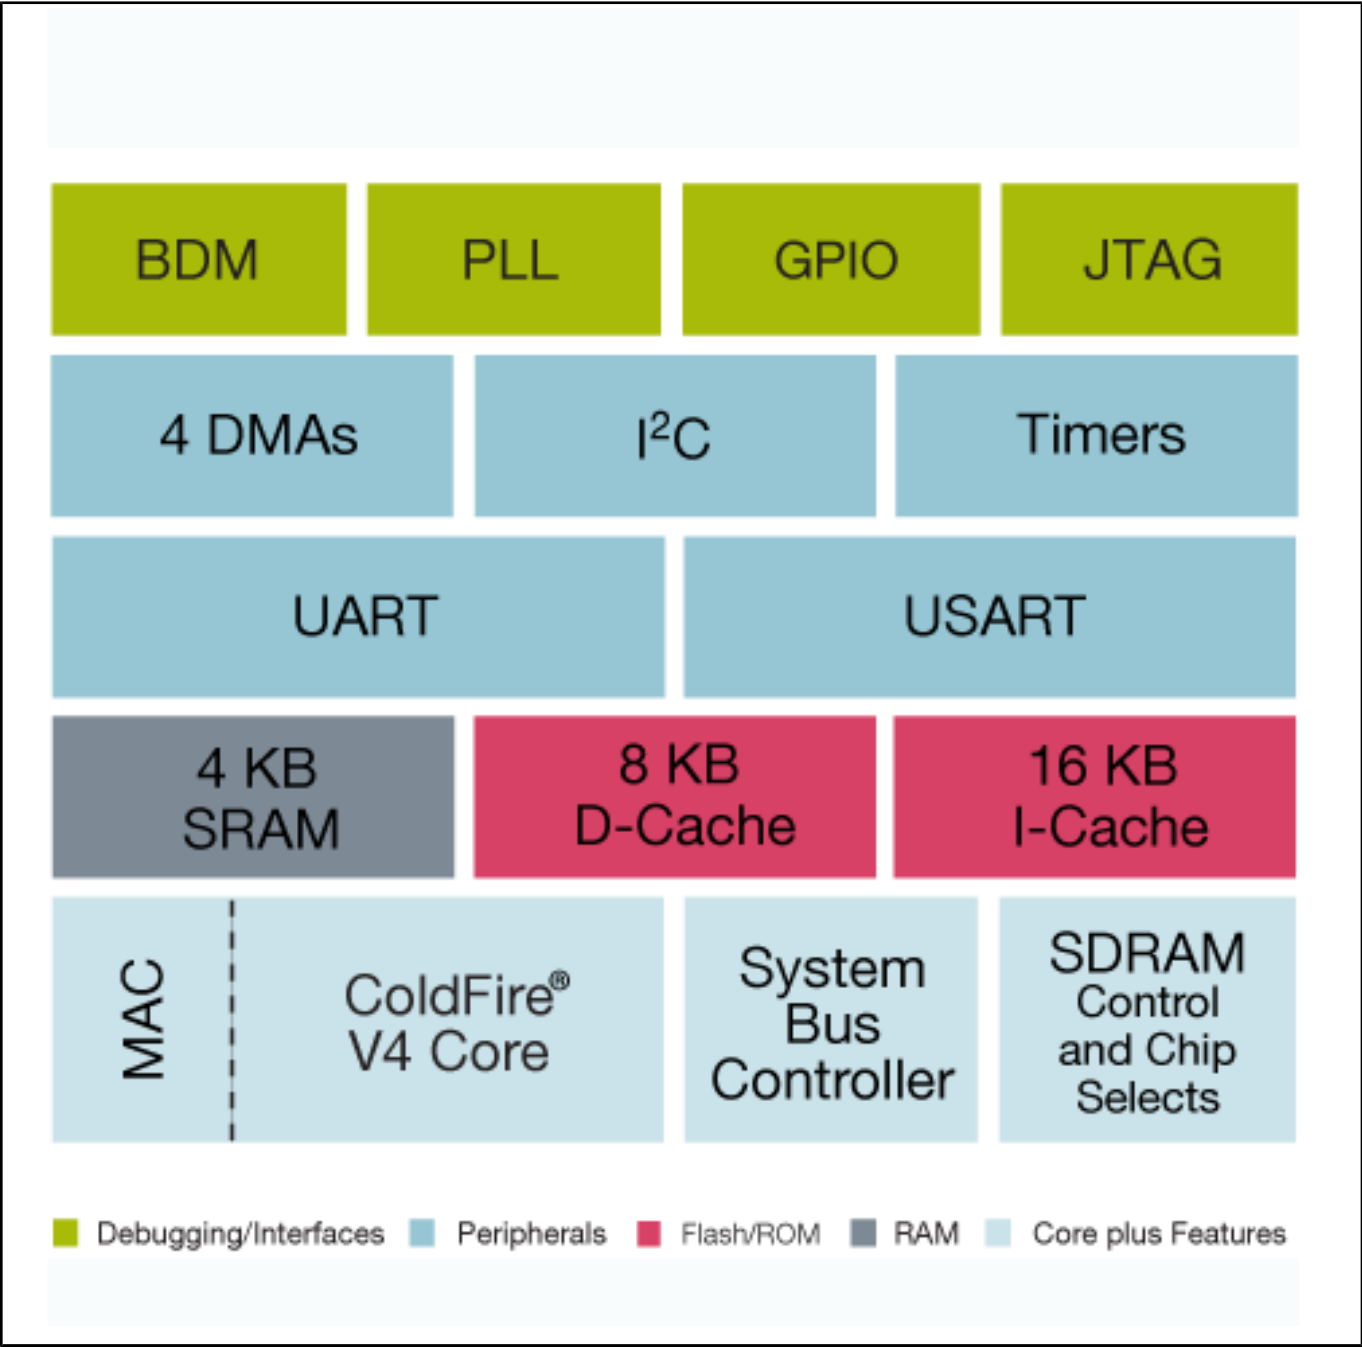 BDM
PLL
GPIO
JTAG
4 DMAs
I²C
Timers
UART
USART
4 KB
SRAM
8 KB
D-Cache
16 KB
I-Cache
MAC
ColdFire®
V4 Core
System
Bus
Controller
SDRAM
Control
and Chip
Selects
Debugging/Interfaces
Peripherals
Flash/ROM
RAM
Core plus Features